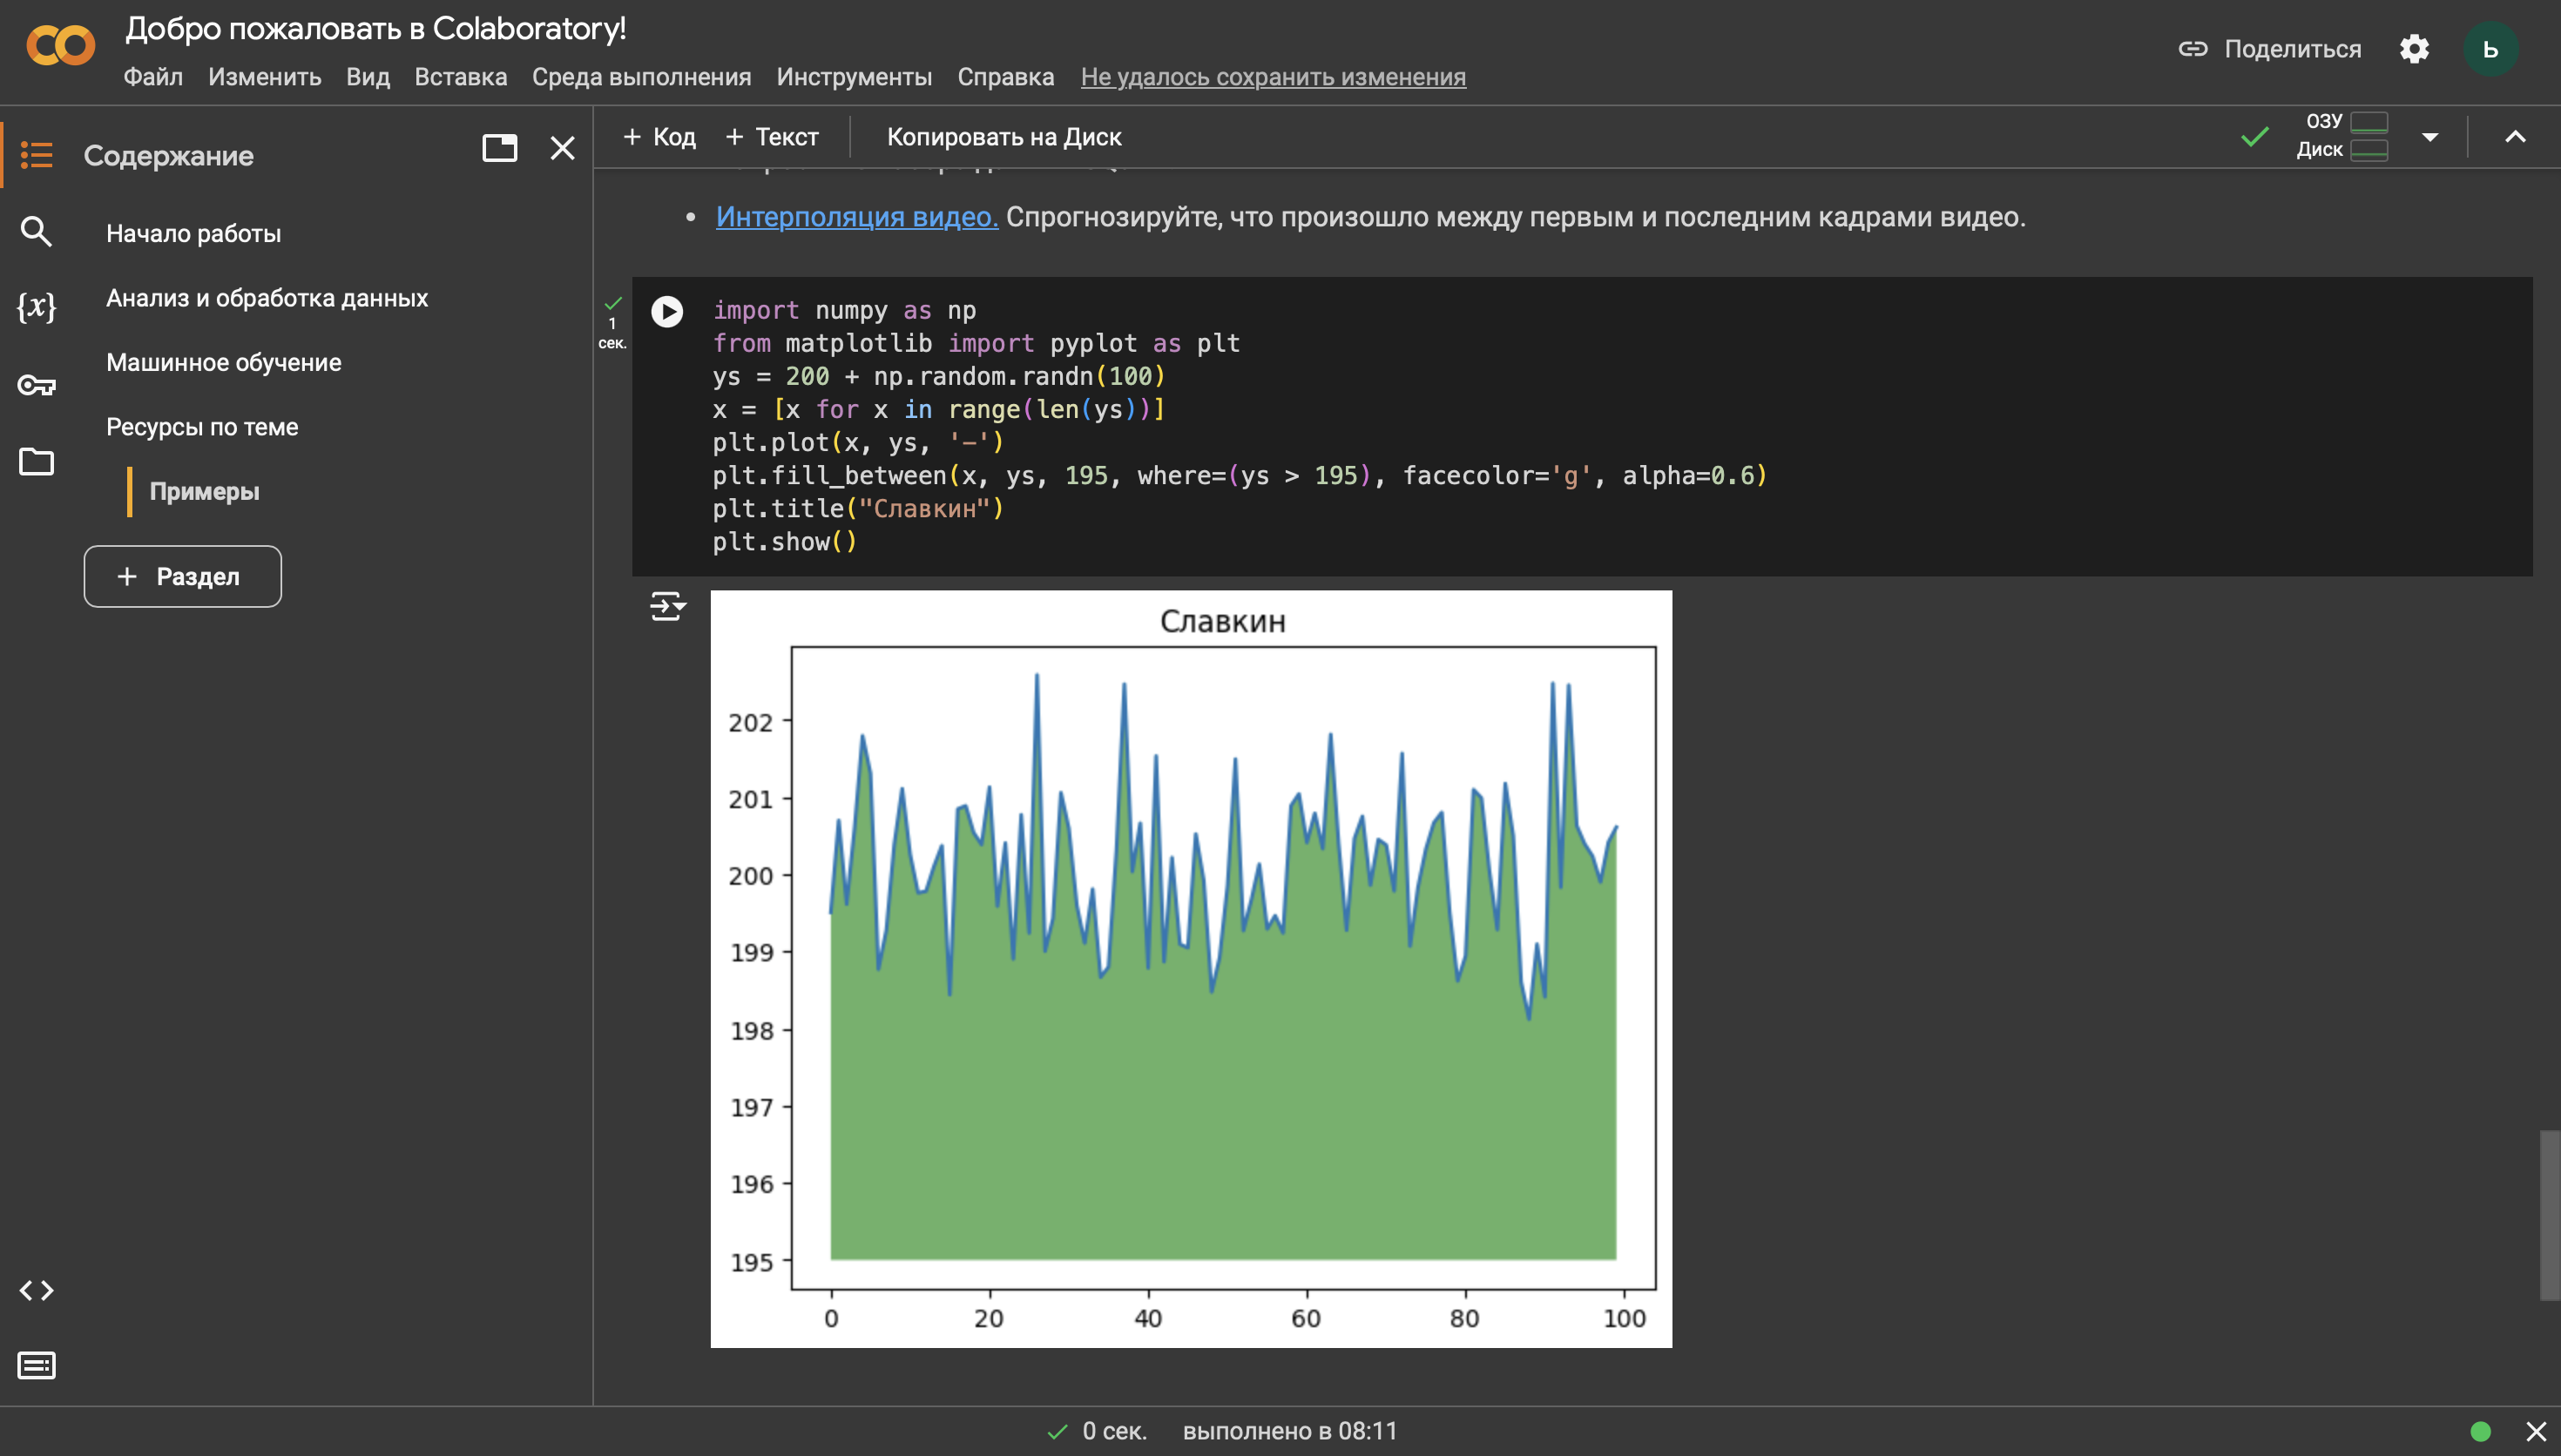 Добро пожаловать в Colaboratory!
Поделиться
ь
Файл Изменить Вид Вставка Среда выполнения Инструменты Справка Не удалось сохранить изменения
Содержание
Начало работы
Анализ и обработка данных
Машинное обучение
Ресурсы по теме
Примеры
+ Раздел
{x}
+ Код + Текст Копировать на Диск
ОЗУ
Диск
• Интерполяция видео. Спрогнозируйте, что произошло между первым и последним кадрами видео.
1
сек.
import numpy as np
from matplotlib import pyplot as plt
ys = 200 + np.random.randn(100)
x = [x for x in range(len(ys))]
plt.plot(x, ys, '-')
plt.fill_between(x, ys, 195, where=(ys > 195), facecolor='g', alpha=0.6)
plt.title("Славкин")
plt.show()
Славкин
202
201
200
199
198
197
196
195
0 20 40 60 80 100
0 сек. выполнено в 08:11